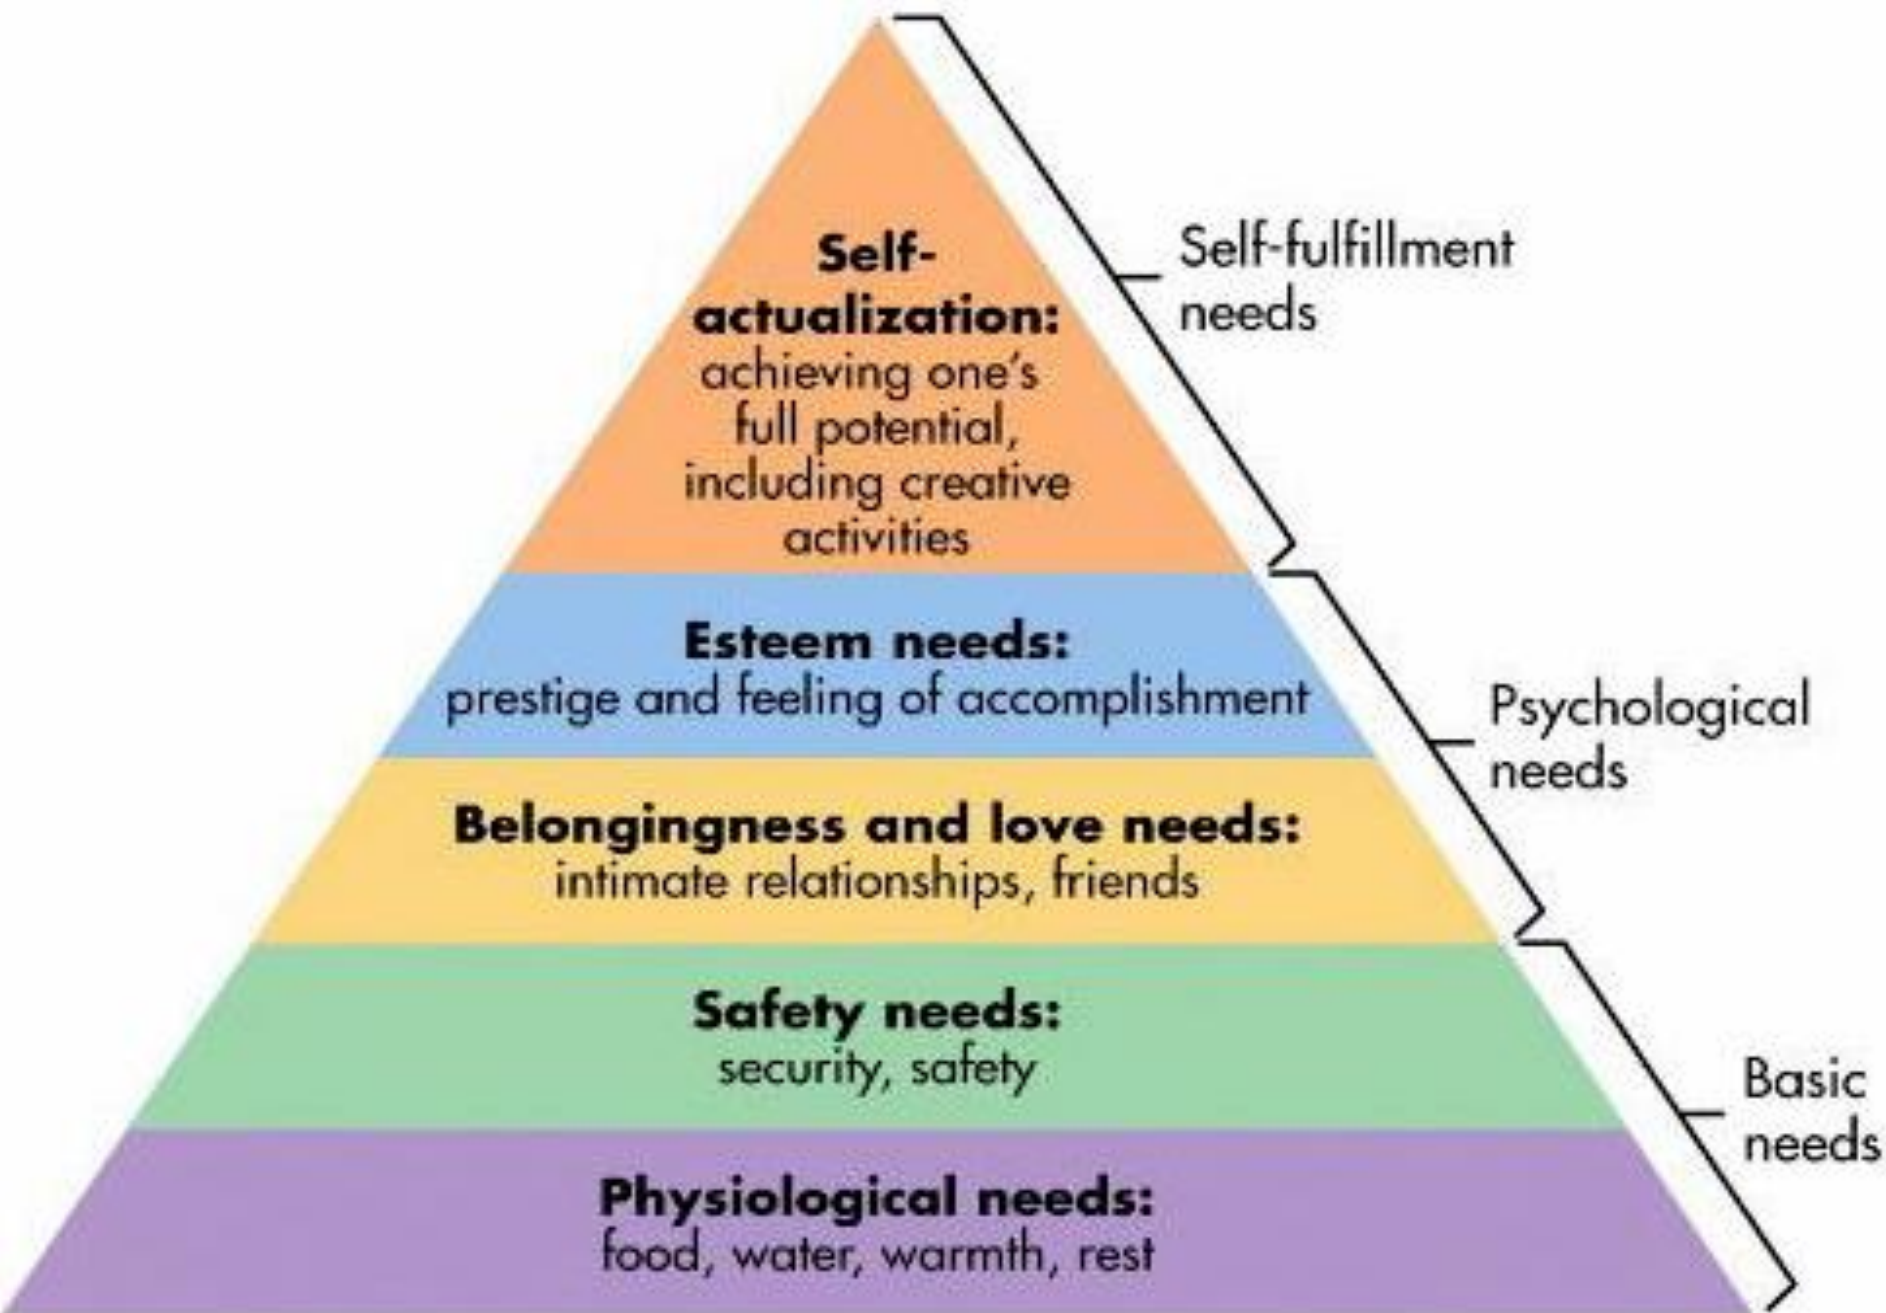 Self-
actualization:
achieving one's
full potential,
including creative
activities
Self-fulfillment
needs
Esteem needs:
prestige and feeling of accomplishment
Psychological
needs
Belongingness and love needs:
intimate relationships, friends
Safety needs:
security, safety
Basic
needs
Physiological needs:
food, water, warmth, rest